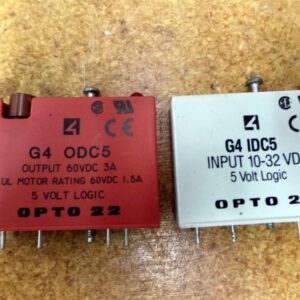 G4 ODC5
OUTPUT 60VDC 3A
UL MOTOR RATING 60VDC 1.5A
5 VOLT LOGIC
OPTO 22
G4 IDC5
INPUT 10-32 VD
5 Volt Logic
OPTO 2